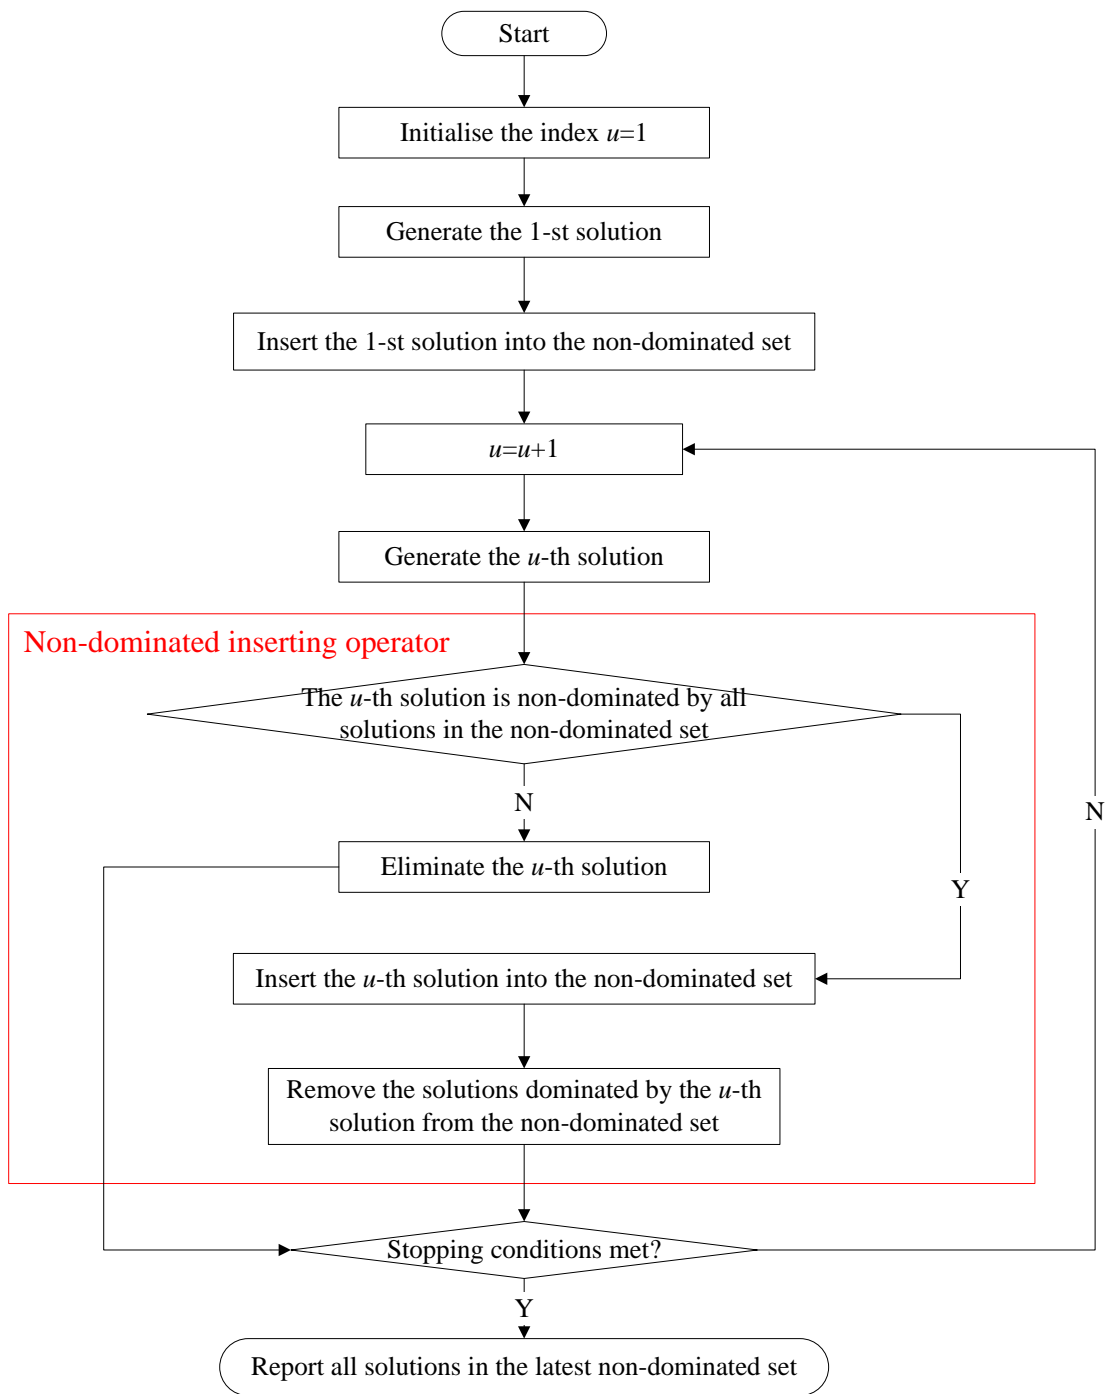 Start
Initialise the index u=1
Generate the 1-st solution
Insert the 1-st solution into the non-dominated set
u=u+1
Generate the u-th solution
Non-dominated inserting operator
The u-th solution is non-dominated by all
solutions in the non-dominated set
N
N
Eliminate the u-th solution
Y
Insert the u-th solution into the non-dominated set
Remove the solutions dominated by the u-th
solution from the non-dominated set
Stopping conditions met?
Y
Report all solutions in the latest non-dominated set